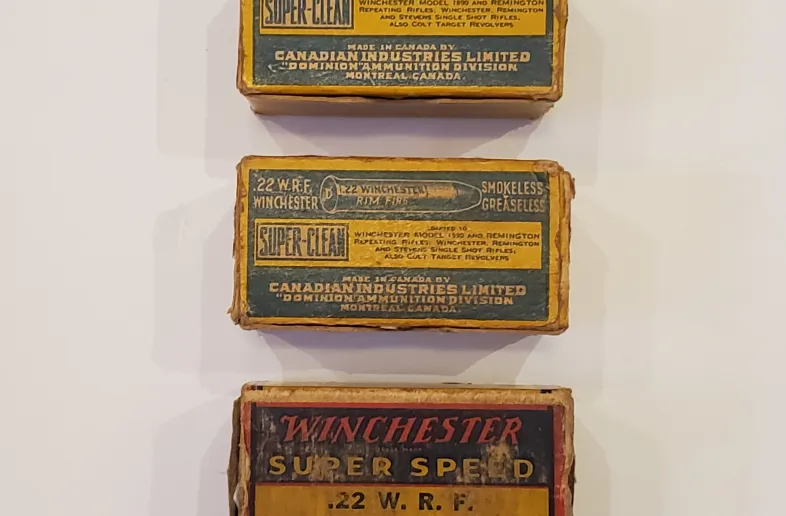 SUPER-CLEAN
WINCHESTER MODEL 1890 AND REMINGTON
REPEATING RIFLES, WINCHESTER, REMINGTON
AND STEVENS SINGLE SHOT RIFLES,
ALSO COLT TARGET REVOLVERS
MADE IN CANADA BY
CANADIAN INDUSTRIES LIMITED
"DOMINION" AMMUNITION DIVISION
MONTREAL, CANADA.
.22 W.R.F.
WINCHESTER
D
.22 WINCHESTER
RIM FIRE
SMOKELESS
GREASELESS
SUPER-CLEAN
ADAPTED TO
WINCHESTER MODEL 1890 AND REMINGTON
REPEATING RIFLES, WINCHESTER, REMINGTON
AND STEVENS SINGLE SHOT RIFLES,
ALSO COLT TARGET REVOLVERS
MADE IN CANADA BY
CANADIAN INDUSTRIES LIMITED
"DOMINION" AMMUNITION DIVISION
MONTREAL, CANADA.
WINCHESTER
TRADE MARK
SUPER SPEED
.22 W. R. F.